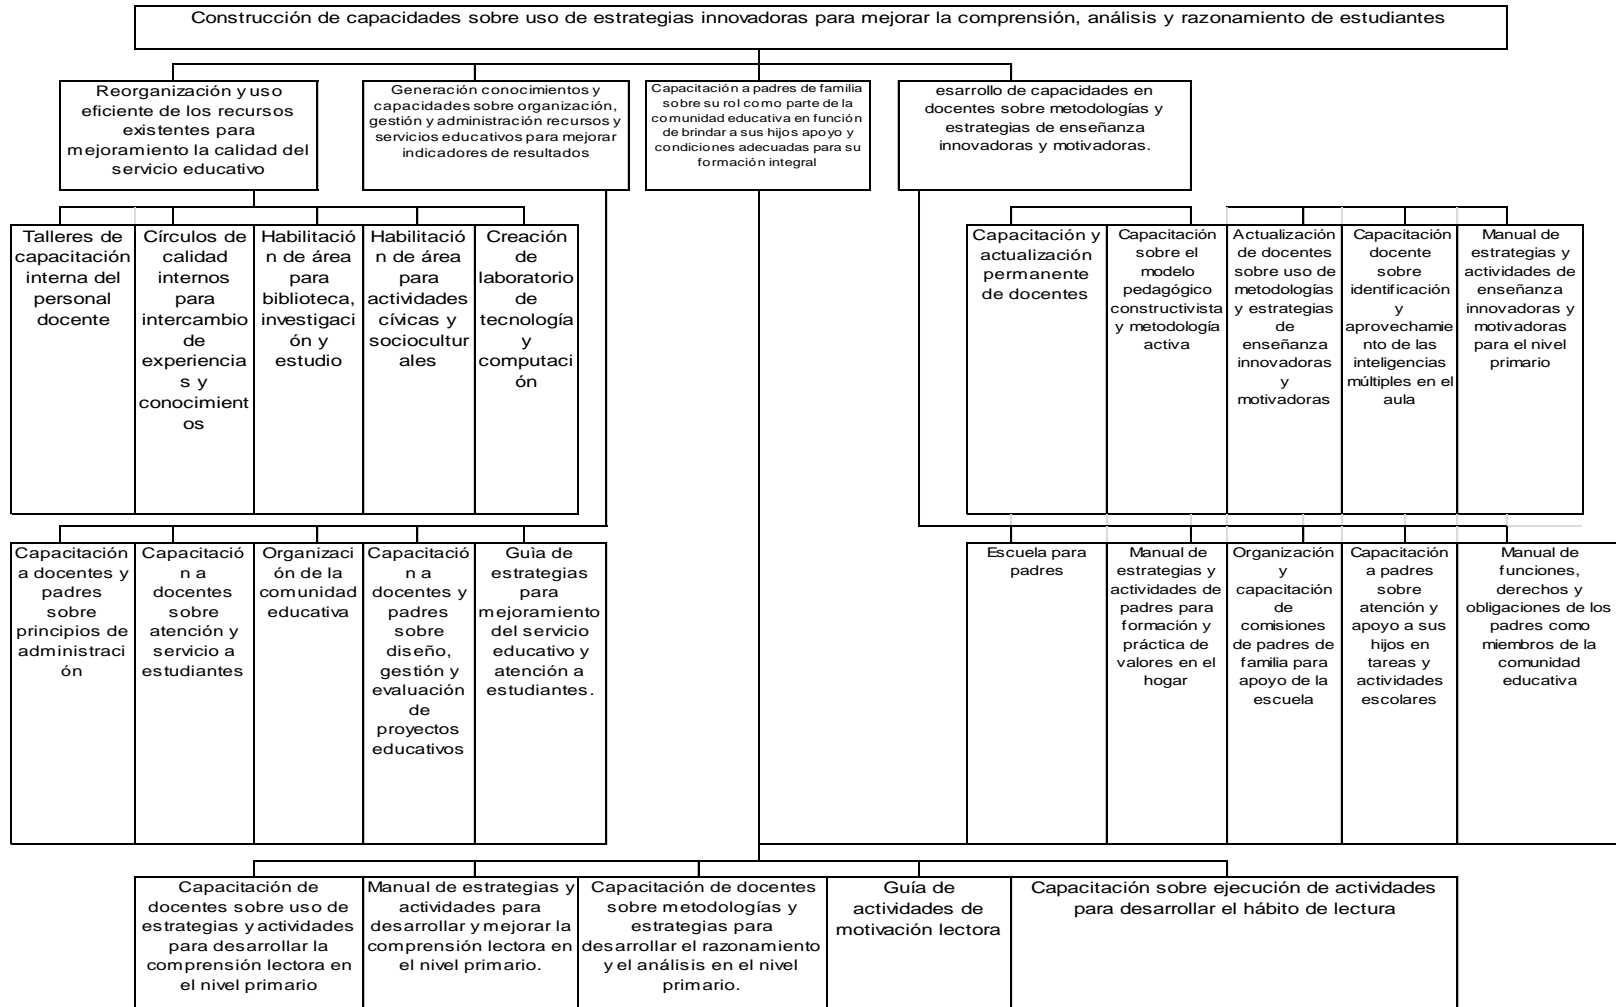 Construcción de capacidades sobre uso de estrategias innovadoras para mejorar la comprensión, análisis y razonamiento de estudiantes
Reorganización y uso
eficiente de los recursos
existentes para
mejoramiento la calidad del
servicio educativo
Generación conocimientos y
capacidades sobre organización,
gestión y administración recursos y
servicios educativos para mejorar
indicadores de resultados
Capacitación a padres de familia
sobre su rol como parte de la
comunidad educativa en función
de brindar a sus hijos apoyo y
condiciones adecuadas para su
formación integral
esarrollo de capacidades en
docentes sobre metodologías y
estrategias de enseñanza
innovadoras y motivadoras.
Talleres de
capacitación
interna del
personal
docente
Círculos de
calidad
internos
para
intercambio
de
experiencia
s y
conocimient
os
Habilitació
n de área
para
biblioteca,
investigaci
ón y
estudio
Habilitació
n de área
para
actividades
cívicas y
sociocultur
ales
Creación
de
laboratorio
de
tecnología
y
computaci
ón
Capacitación y
actualización
permanente
de docentes
Capacitación
sobre el
modelo
pedagógico
constructivista
y metodología
activa
Actualización
de docentes
sobre uso de
metodologías
y estrategias
de
enseñanza
innovadoras
y
motivadoras
Capacitación
docente
sobre
identificación
y
aprovechamie
nto de las
inteligencias
múltiples en el
aula
Manual de
estrategias y
actividades de
enseñanza
innovadoras y
motivadoras
para el nivel
primario
Capacitación
a docentes y
padres
sobre
principios de
administraci
ón
Capacitació
n a
docentes
sobre
atención y
servicio a
estudiantes
Organizaci
ón de la
comunidad
educativa
Capacitació
n a
docentes y
padres
sobre
diseño,
gestión y
evaluación
de
proyectos
educativos
Guìa de
estrategias
para
mejoramiento
del servicio
educativo y
atención a
estudiantes.
Escuela para
padres
Manual de
estrategias y
actividades de
padres para
formación y
práctica de
valores en el
hogar
Organización
y
capacitación
de
comisiones
de padres de
familia para
apoyo de la
escuela
Capacitación
a padres
sobre
atención y
apoyo a sus
hijos en
tareas y
actividades
escolares
Manual de
funciones,
derechos y
obligaciones de los
padres como
miembros de la
comunidad
educativa
Capacitación de
docentes sobre uso de
estrategias y actividades
para desarrollar la
comprensión lectora en
el nivel primario
Manual de estrategias y
actividades para
desarrollar y mejorar la
comprensión lectora en
el nivel primario.
Capacitación de docentes
sobre metodologías y
estrategias para
desarrollar el razonamiento
y el análisis en el nivel
primario.
Guía de
actividades de
motivación lectora
Capacitación sobre ejecución de actividades
para desarrollar el hábito de lectura